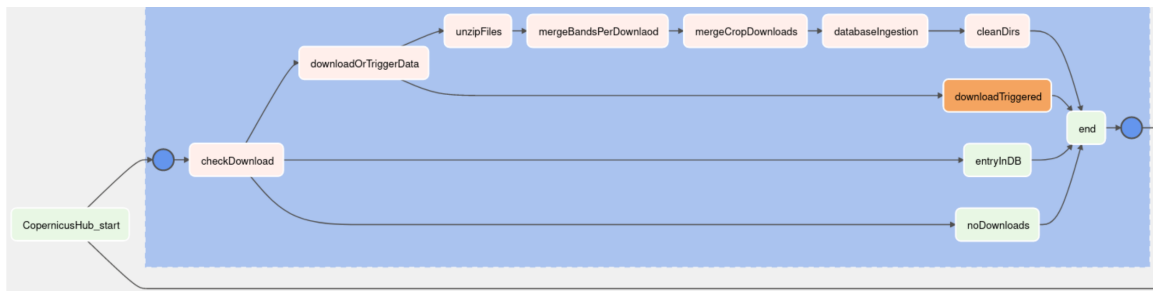 unzipFiles
mergeBandsPerDownlaod
mergeCropDownloads
databaseIngestion
cleanDirs
downloadOrTriggerData
downloadTriggered
end
checkDownload
entryInDB
CopernicusHub_start
noDownloads